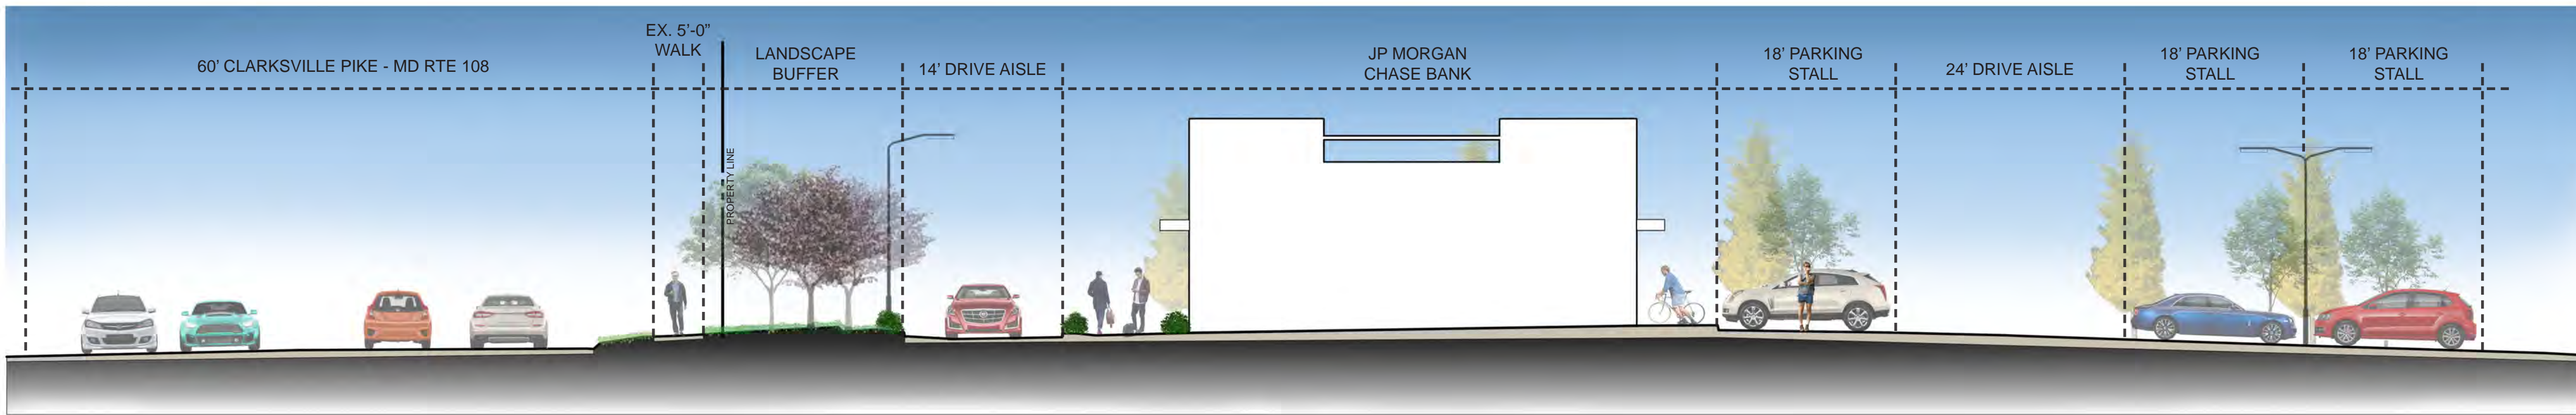 60’ CLARKSVILLE PIKE - MD RTE 108
EX. 5’-0”
WALK
PROPERTY LINE
LANDSCAPE
BUFFER
14’ DRIVE AISLE
JP MORGAN
CHASE BANK
18’ PARKING
STALL
24’ DRIVE AISLE
18’ PARKING
STALL
18’ PARKING
STALL